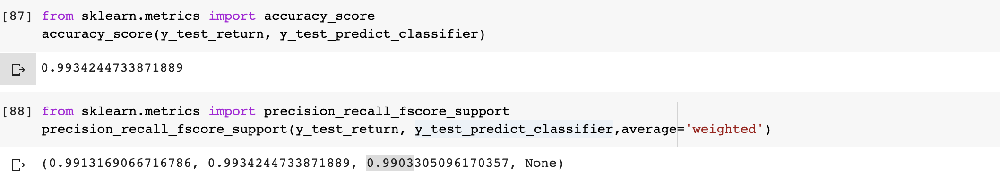 [87] from sklearn.metrics import accuracy_score
accuracy_score(y_test_return, y_test_predict_classifier)
0.9934244733871889
[88] from sklearn.metrics import precision_recall_fscore_support
precision_recall_fscore_support(y_test_return, y_test_predict_classifier,average='weighted')
(0.9913169066716786, 0.9934244733871889, 0.9903305096170357, None)